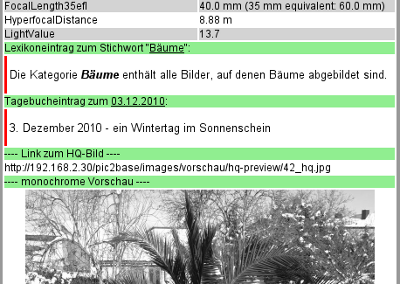 FocalLength35efl 40.0 mm (35 mm equivalent: 60.0 mm)
HyperfocalDistance 8.88 m
LightValue 13.7
Lexikoneintrag zum Stichwort "Bäume":
Die Kategorie Bäume enthält alle Bilder, auf denen Bäume abgebildet sind.
Tagebucheintrag zum 03.12.2010:
3. Dezember 2010 - ein Wintertag im Sonnenschein
---- Link zum HQ-Bild ----
http://192.168.2.30/pic2base/images/vorschau/hq-preview/42_hq.jpg
---- monochrome Vorschau ----